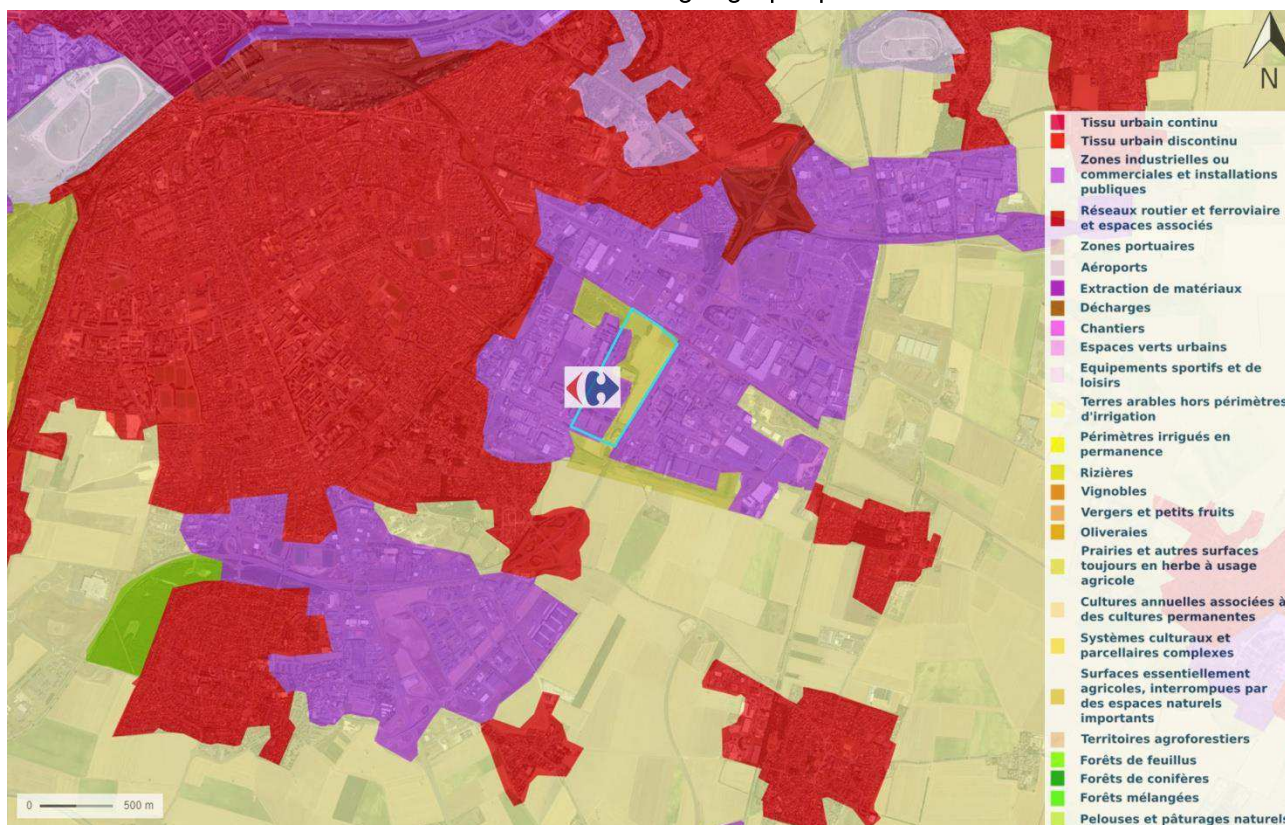 N
Tissu urbain continu
Tissu urbain discontinu
Zones industrielles ou
commerciales et installations
publiques
Réseaux routier et ferroviaire
et espaces associés
Zones portuaires
Aéroports
Extraction de matériaux
Décharges
Chantiers
Espaces verts urbains
Equipements sportifs et de
loisirs
Terres arables hors périmètres
d'irrigation
Périmètres irrigués en
permanence
Rizières
Vignobles
Vergers et petits fruits
Oliveraies
Prairies et autres surfaces
toujours en herbe à usage
agricole
Cultures annuelles associées à
des cultures permanentes
Systèmes culturaux et
parcellaires complexes
Surfaces essentiellement
agricoles, interrompues par
des espaces naturels
importants
Territoires agroforestiers
Forêts de feuillus
Forêts de conifères
Forêts mélangées
Pelouses et pâturages naturels
0 500 m